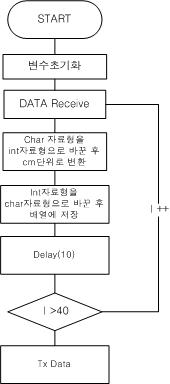 START
변수초기화
DATA Receive
Char 자료형을
int자료형으로 바꾼 후
cm단위로 변환
I ++
Int자료형을
char자료형으로 바꾼 후
배열에 저장
Delay(10)
I >40
Tx Data